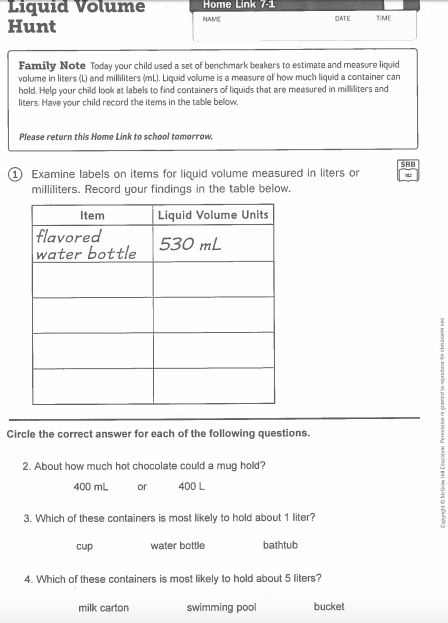 Liquid Volume
Hunt
Home Link 7-1
NAME
DATE
TIME
Family Note Today your child used a set of benchmark beakers to estimate and measure liquid
volume in liters (L) and milliliters (mL). Liquid volume is a measure of how much liquid a container can
hold. Help your child look at labels to find containers of liquids that are measured in milliliters and
liters. Have your child record the items in the table below.
Please return this Home Link to school tomorrow.
SRB
① Examine labels on items for liquid volume measured in liters or
milliliters. Record your findings in the table below.
Item
Liquid Volume Units
flavored
water bottle
530 mL
Circle the correct answer for each of the following questions.
2. About how much hot chocolate could a mug hold?
400 mL or 400 L
3. Which of these containers is most likely to hold about 1 liter?
cup water bottle bathtub
4. Which of these containers is most likely to hold about 5 liters?
milk carton swimming pool bucket
Copyright © McGraw-Hill Education. Permission is granted to reproduce for classroom use.